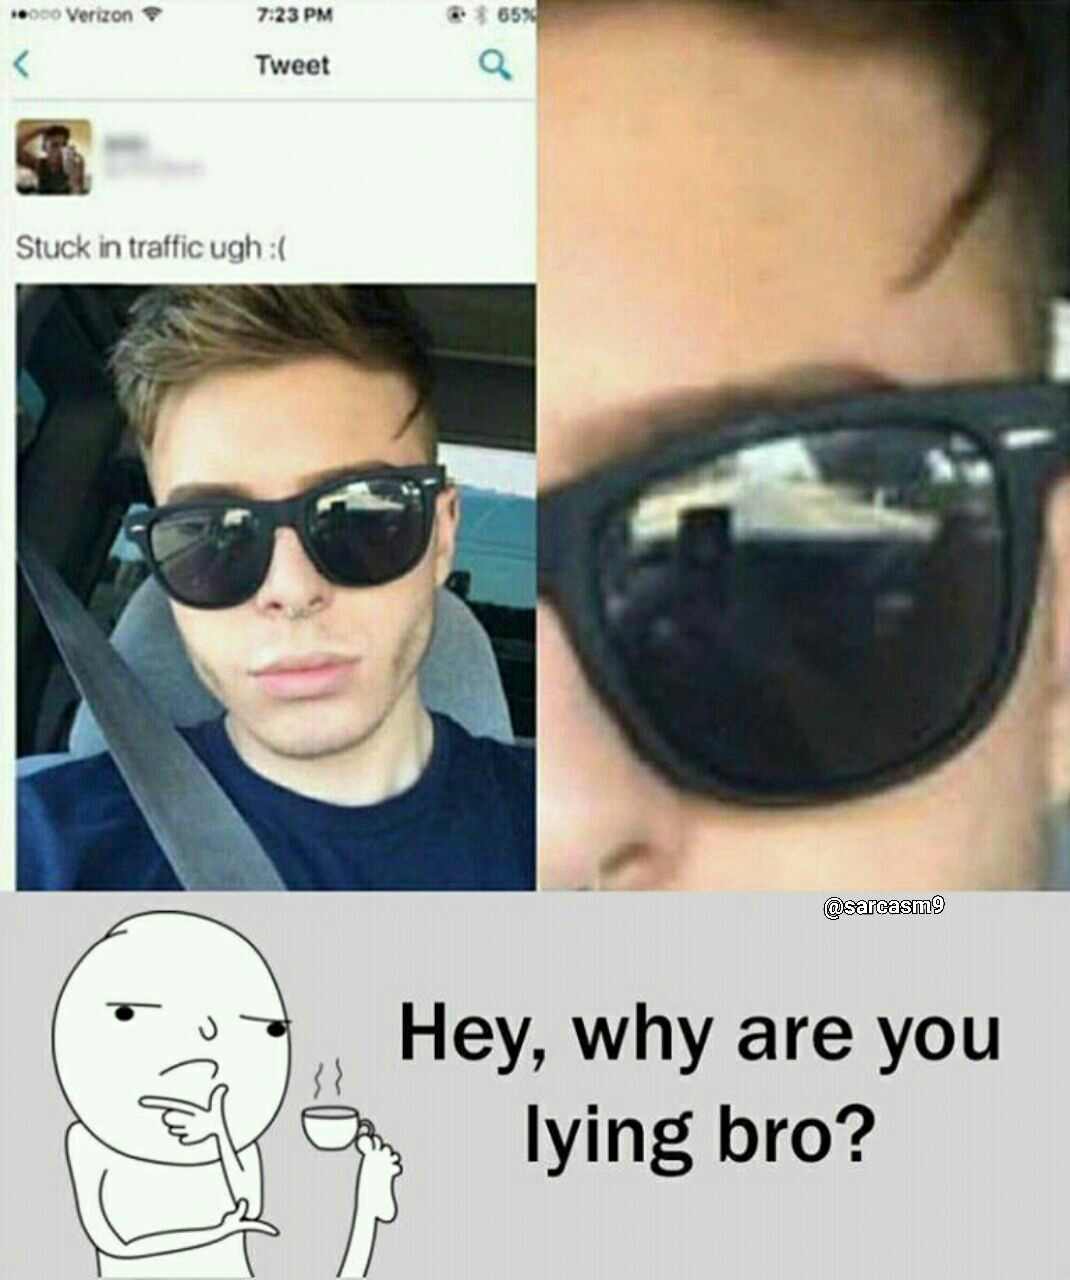 Verizon 7:23 PM 65%
Tweet
Stuck in traffic ugh :(
@sarcasm9
Hey, why are you
lying bro?